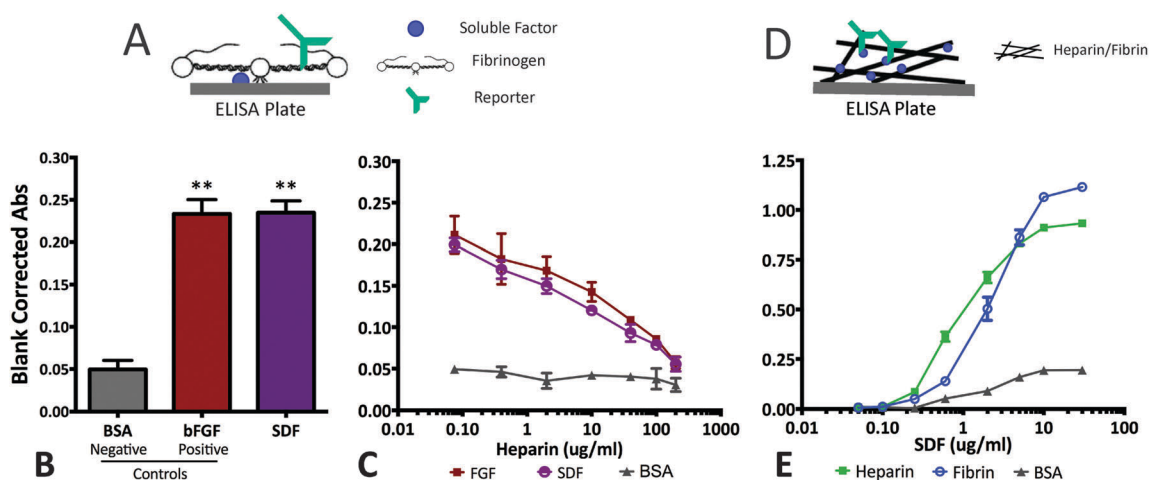 A
Soluble Factor
Fibrinogen
Reporter
ELISA Plate
D
Heparin/Fibrin
ELISA Plate
Blank Corrected Abs
0.30
0.25
0.20
0.15
0.10
0.05
0.00
**
**
BSA bFGF SDF
Negative Positive
Controls
B
0.30
0.25
0.20
0.15
0.10
0.05
0.00
0.01 0.10 1 10 100 1000
Heparin (ug/ml)
C
FGF SDF BSA
1.25
1.00
0.75
0.50
0.25
0.00
0.01 0.10 1 10 100
SDF (ug/ml)
E
Heparin Fibrin BSA